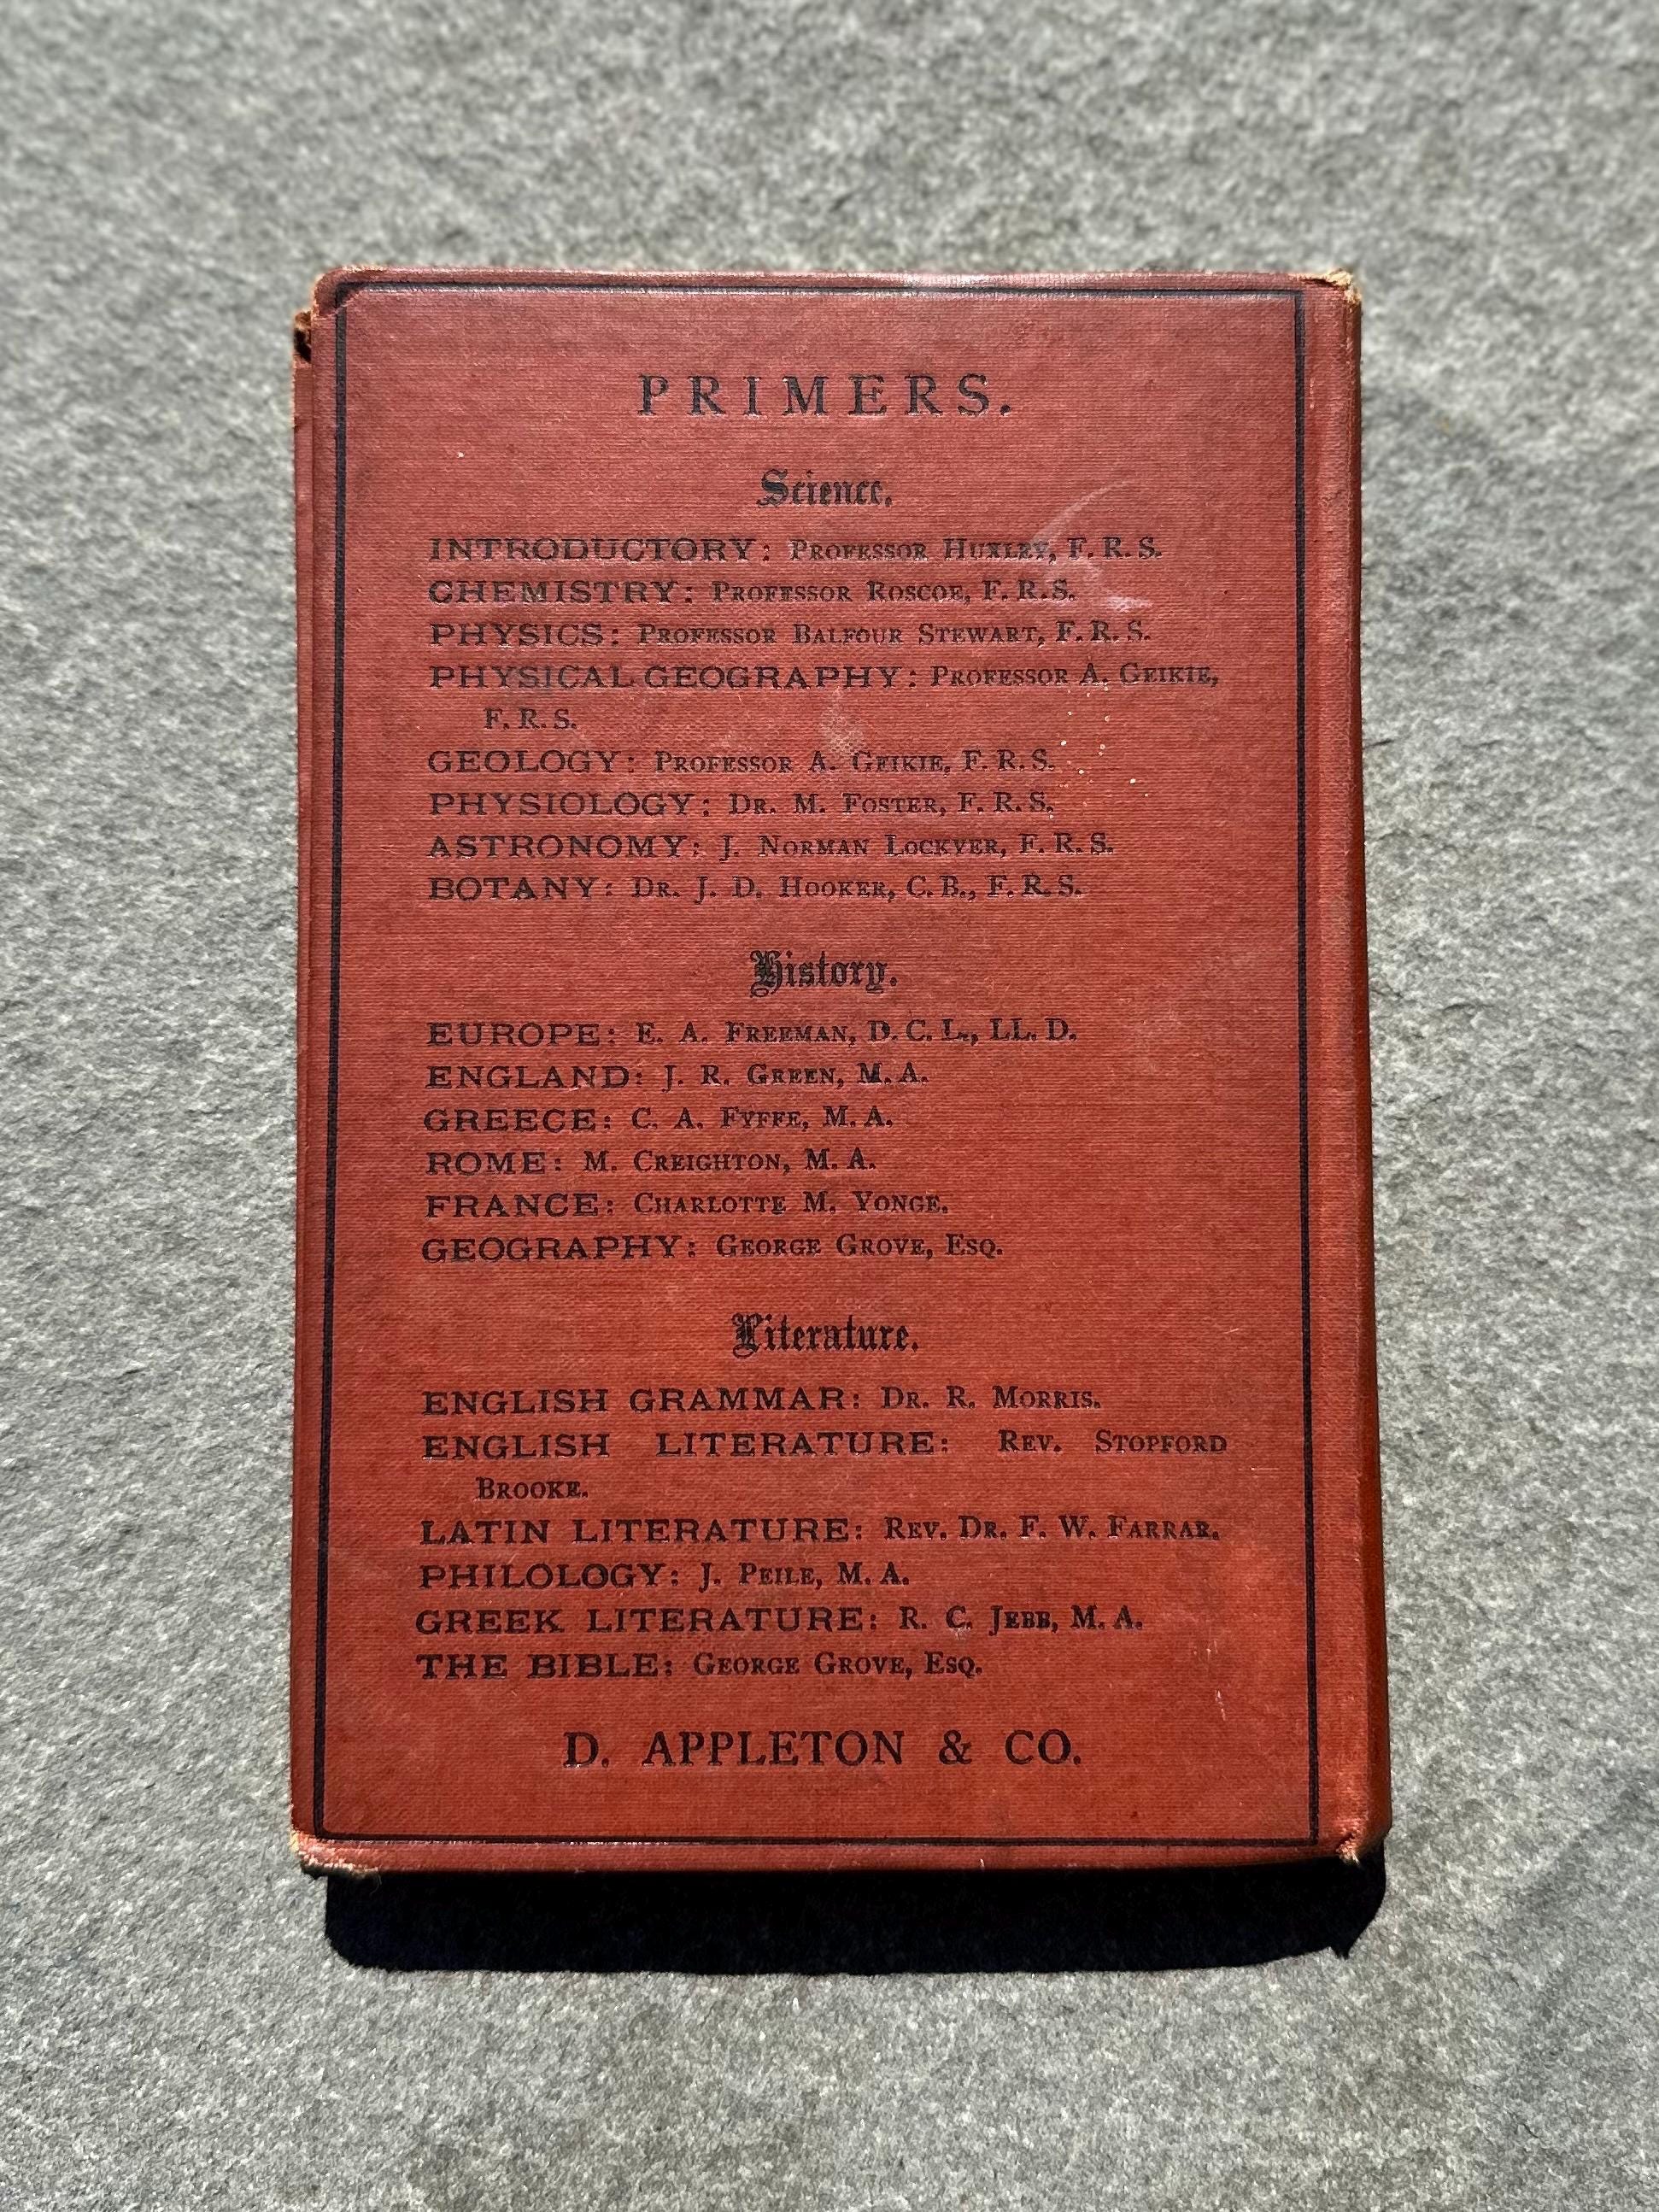 PRIMERS.
Science.
INTRODUCTORY: PROFESSOR HUXLEY, F. R. S.
CHEMISTRY: PROFESSOR ROSCOE, F. R. S.
PHYSICS: PROFESSOR BALFOUR STEWART, F. R. S.
PHYSICAL GEOGRAPHY: PROFESSOR A. GEIKIE,
F. R. S.
GEOLOGY: PROFESSOR A. GEIKIE, F. R. S.
PHYSIOLOGY: DR. M. FOSTER, F. R. S.
ASTRONOMY: J. NORMAN LOCKYER, F. R. S.
BOTANY: DR. J. D. HOOKER, C. B., F. R. S.
History.
EUROPE: E. A. FREEMAN, D. C. L., LL. D.
ENGLAND: J. R. GREEN, M. A.
GREECE: C. A. FYFFE, M. A.
ROME: M. CREIGHTON, M. A.
FRANCE: CHARLOTTE M. YONGE.
GEOGRAPHY: GEORGE GROVE, ESQ.
Literature.
ENGLISH GRAMMAR: DR. R. MORRIS.
ENGLISH LITERATURE: REV. STOPFORD
BROOKE.
LATIN LITERATURE: REV. DR. F. W. FARRAR.
PHILOLOGY: J. PEILE, M. A.
GREEK LITERATURE: R. C. JEBB, M. A.
THE BIBLE: GEORGE GROVE, ESQ.
D. APPLETON & CO.